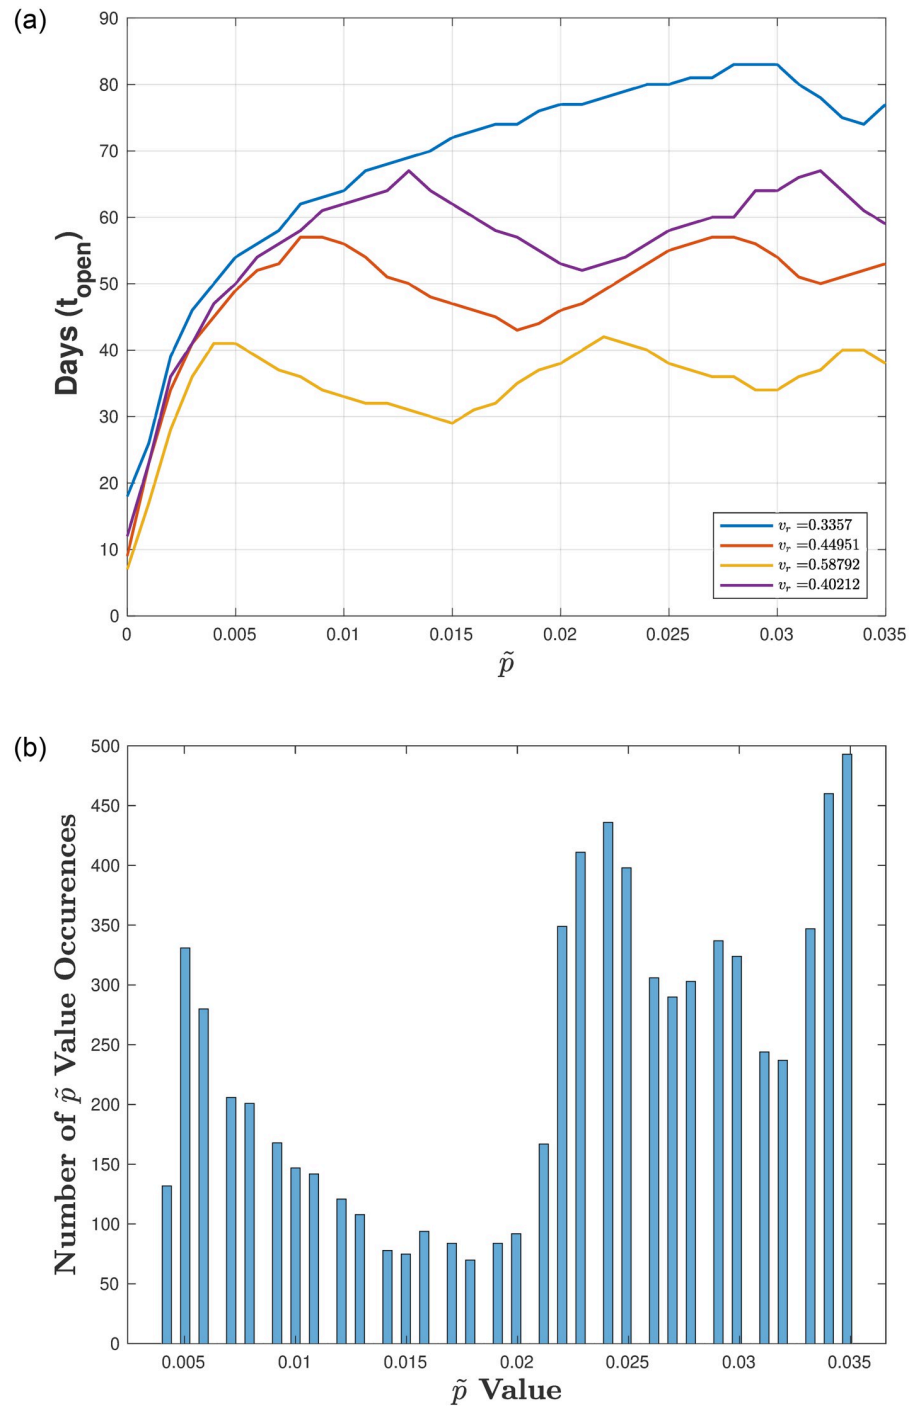 (a)
90
80
70
60
50
40
30
20
10
0
Days (t_open)
0 0.005 0.01 0.015 0.02 0.025 0.03 0.035
p̃
v_r =0.3357
v_r =0.44951
v_r =0.58792
v_r =0.40212
(b)
500
450
400
350
300
250
200
150
100
50
0
Number of p̃ Value Occurences
0.005 0.01 0.015 0.02 0.025 0.03 0.035
p̃ Value